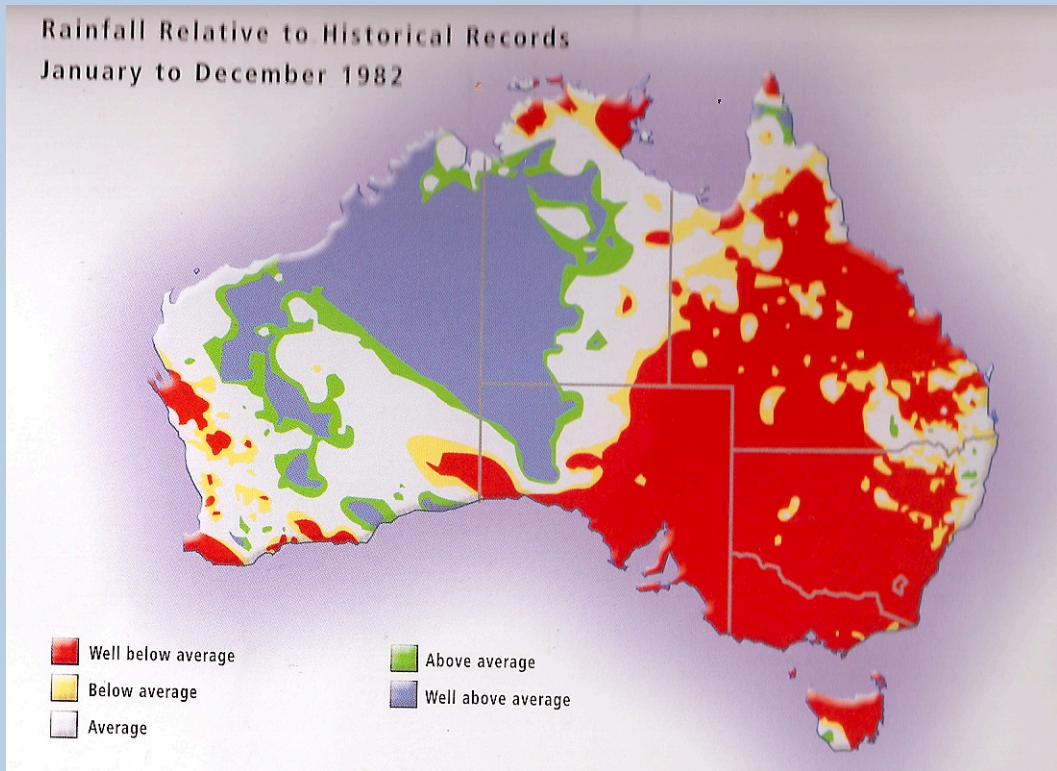 Rainfall Relative to Historical Records
January to December 1982
Well below average
Below average
Average
Above average
Well above average